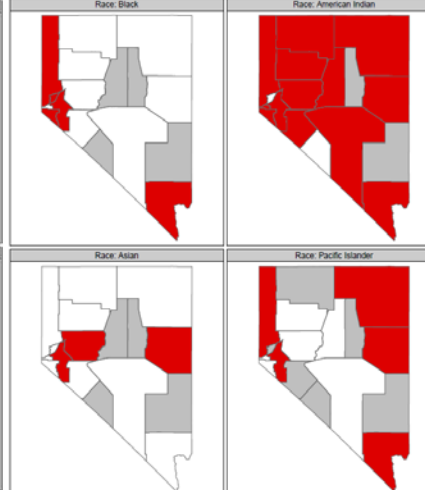 Race: Black
Race: American Indian
Race: Asian
Race: Pacific Islander